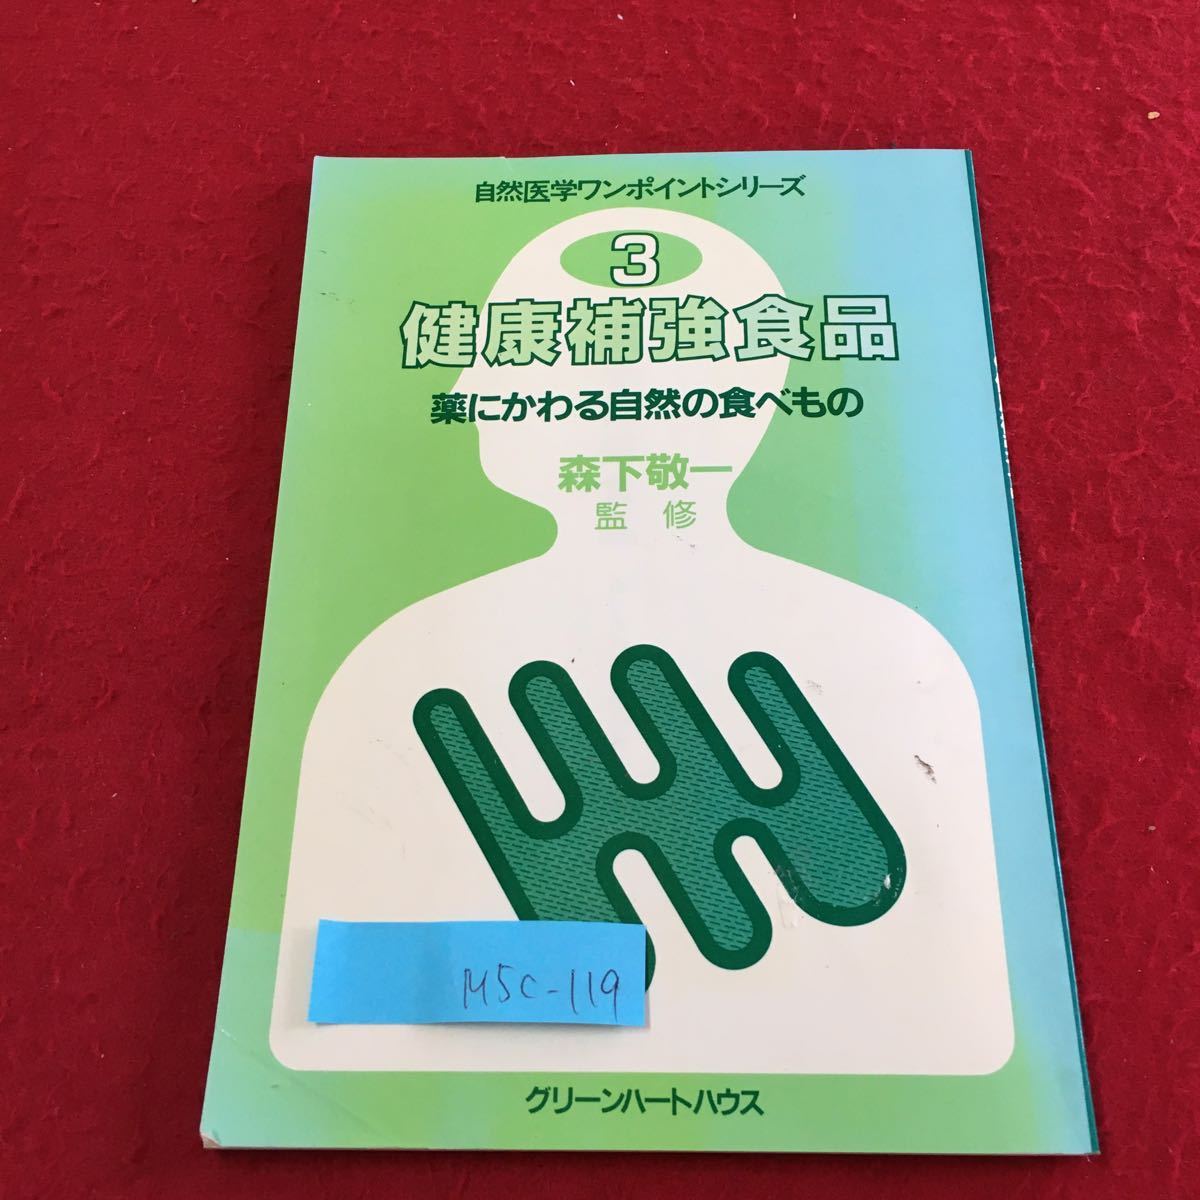 自然医学ワンポイントシリーズ
3
健康補強食品
薬にかわる自然の食べもの
森下敬一
監修
M5C-119
グリーンハートハウス